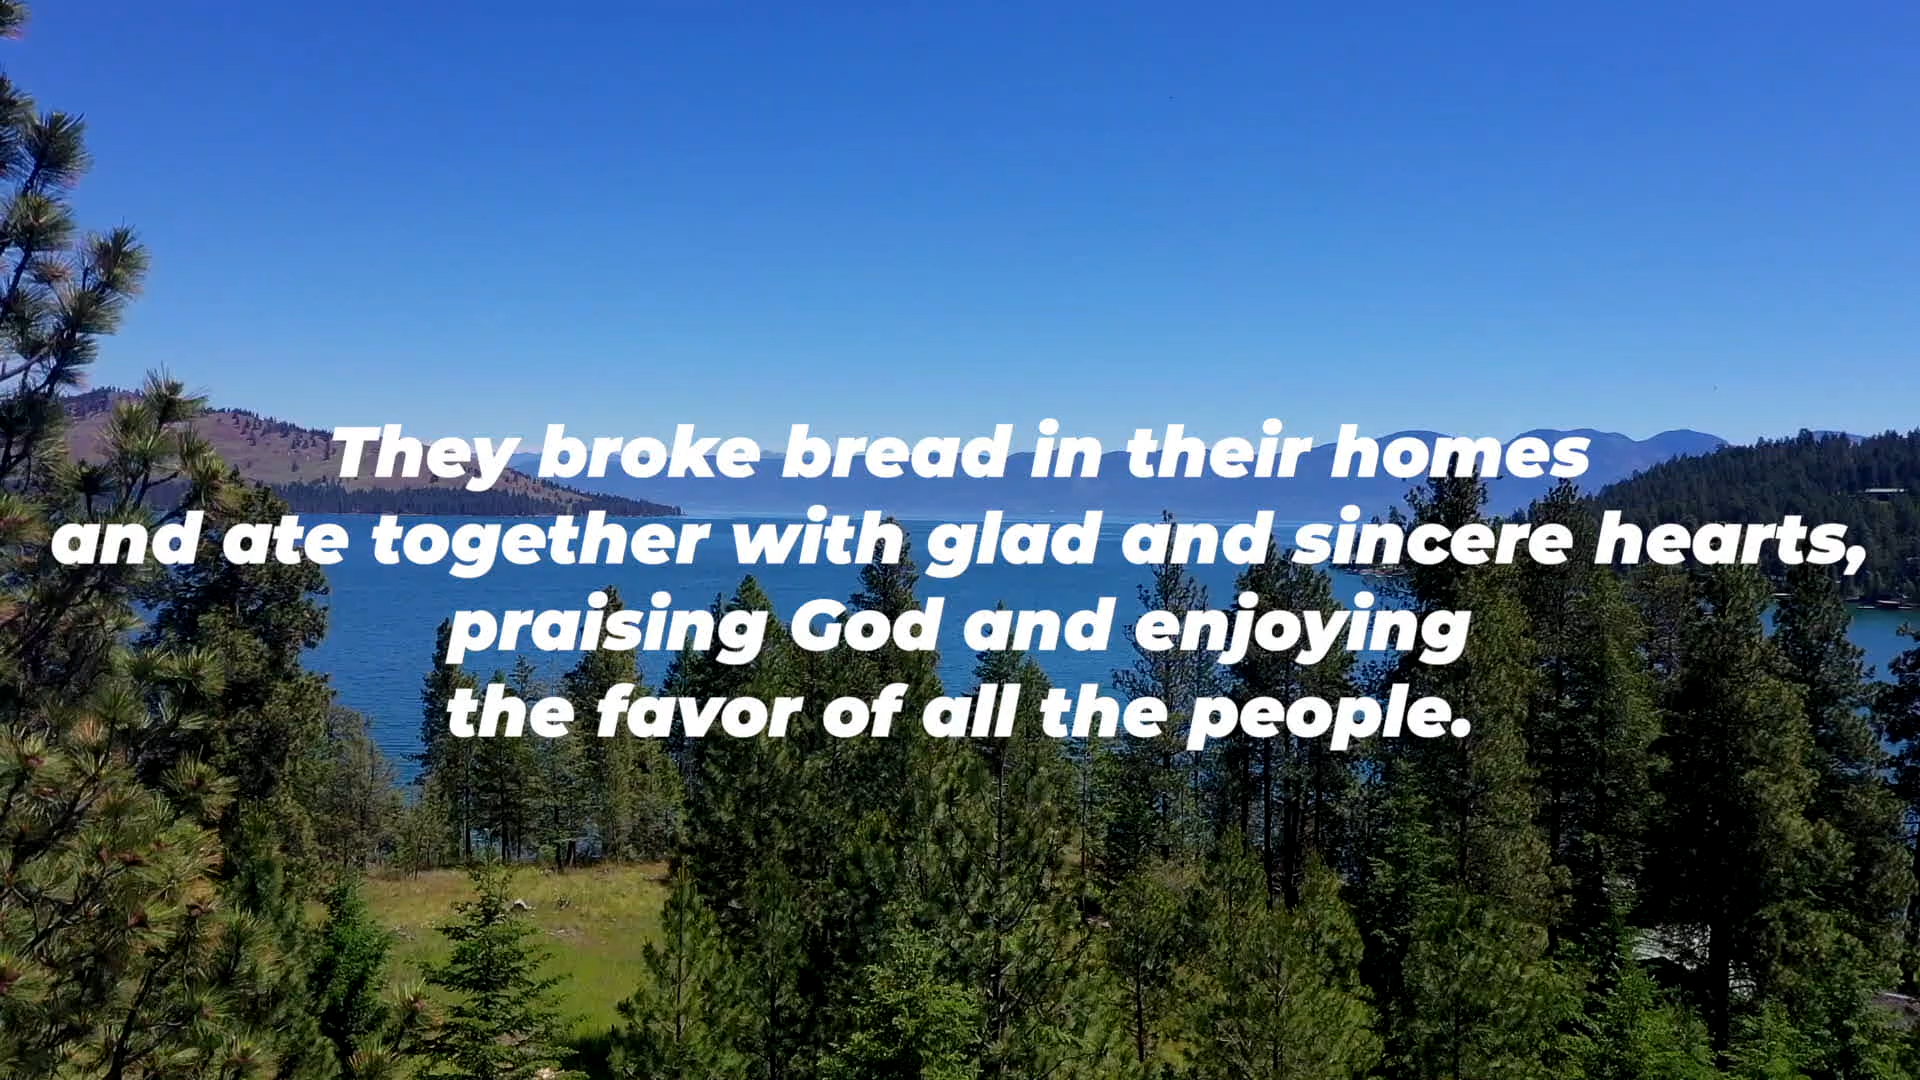 They broke bread in their homes
and ate together with glad and sincere hearts,
praising God and enjoying
the favor of all the people.